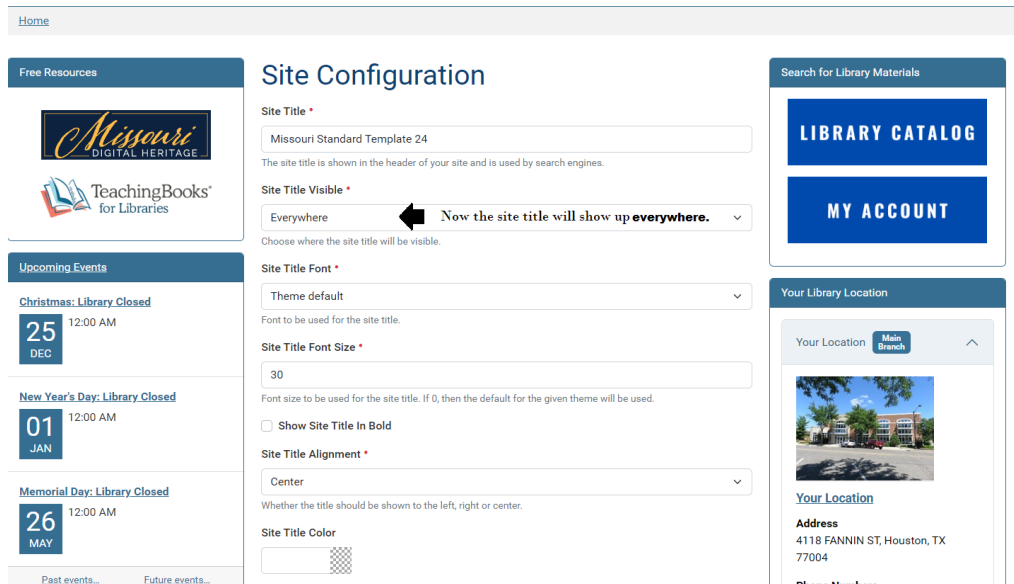 Home
Free Resources
Missouri
DIGITAL HERITAGE
TeachingBooks*
for Libraries
Upcoming Events
Christmas: Library Closed
25
DEC
12:00 AM
New Year's Day: Library Closed
01
JAN
12:00 AM
Memorial Day: Library Closed
26
MAY
12:00 AM
Past events...
Future events...
Site Configuration
Site Title *
Missouri Standard Template 24
The site title is shown in the header of your site and is used by search engines.
Site Title Visible *
Everywhere
Now the site title will show up everywhere.
Choose where the site title will be visible.
Site Title Font *
Theme default
Font to be used for the site title.
Site Title Font Size *
30
Font size to be used for the site title. If 0, then the default for the given theme will be used.
Show Site Title In Bold
Site Title Alignment *
Center
Whether the title should be shown to the left, right or center.
Site Title Color
Search for Library Materials
LIBRARY CATALOG
MY ACCOUNT
Your Library Location
Your Location
Main
Branch
Your Location
Address
4118 FANNIN ST, Houston, TX
77004